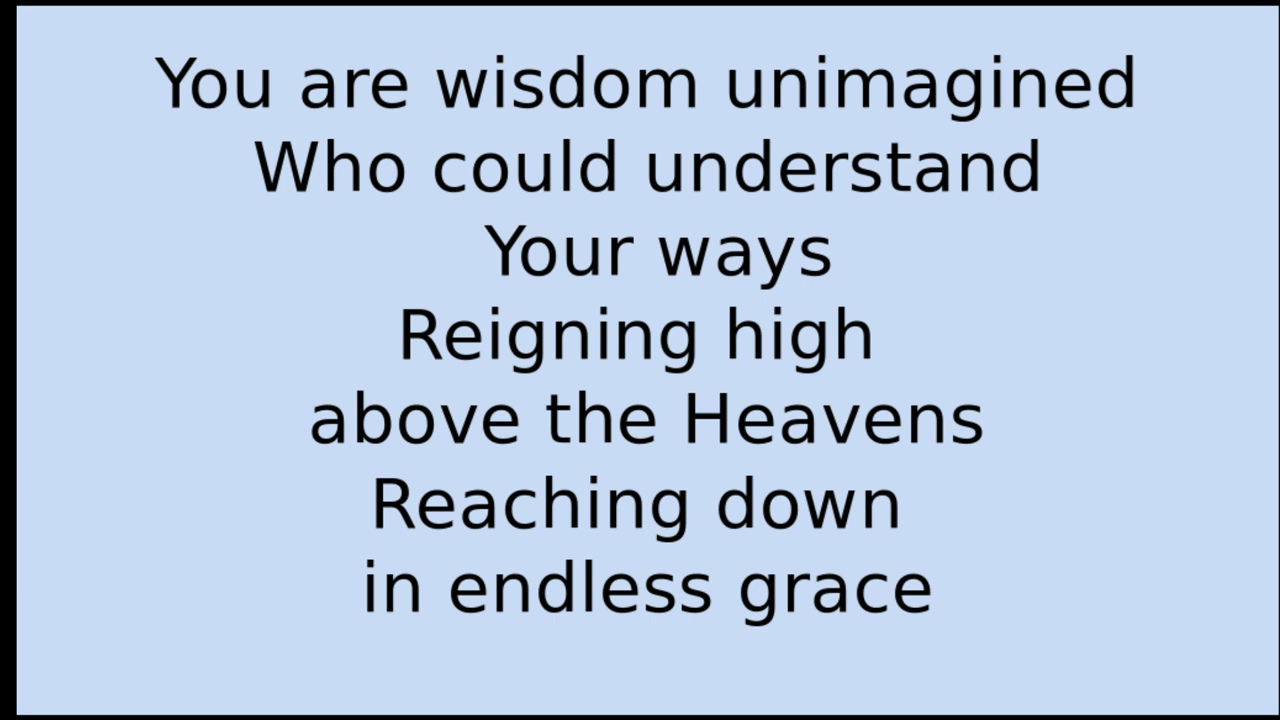 You are wisdom unimagined
Who could understand
Your ways
Reigning high
above the Heavens
Reaching down
in endless grace